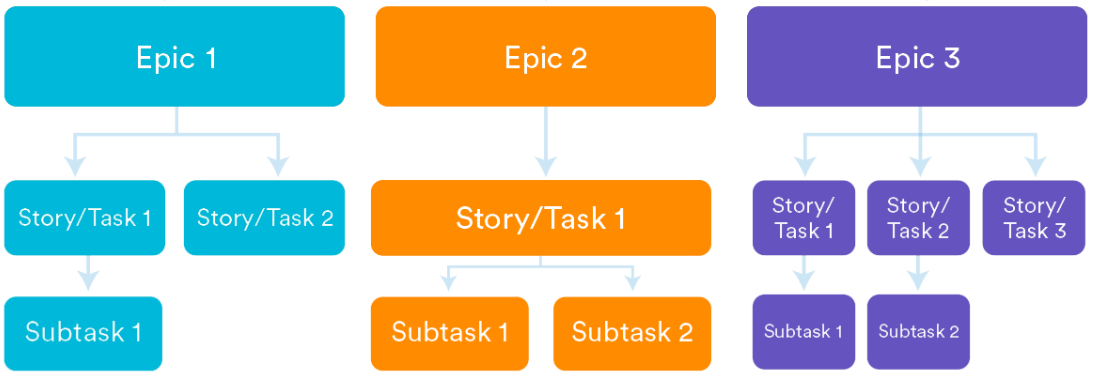 Epic 1
Epic 2
Epic 3
Story/Task 1
Story/Task 2
Story/Task 1
Story/
Task 1
Story/
Task 2
Story/
Task 3
Subtask 1
Subtask 1
Subtask 2
Subtask 1
Subtask 2